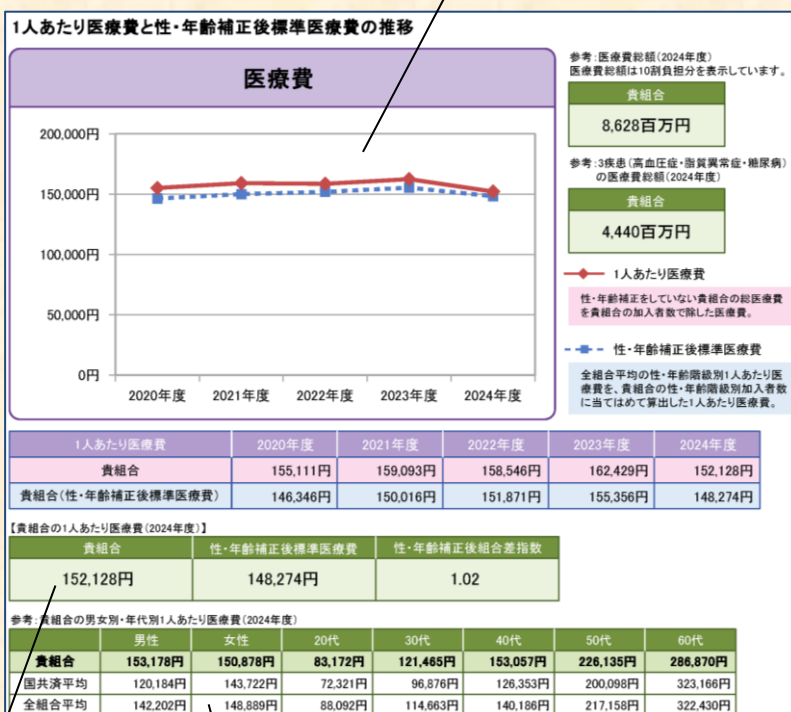 1人あたり医療費と性・年齢補正後標準医療費の推移
医療費
200,000円
150,000円
100,000円
50,000円
0円
2020年度 2021年度 2022年度 2023年度 2024年度
参考:医療費総額(2024年度)
医療費総額は10割負担分を表示しています。
貴組合
8,628百万円
参考:3疾患(高血圧症・脂質異常症・糖尿病)
の医療費総額(2024年度)
貴組合
4,440百万円
1人あたり医療費
性・年齢補正をしていない貴組合の総医療費
を貴組合の加入者数で除した医療費。
性・年齢補正後標準医療費
全組合平均の性・年齢階級別1人あたり医
療費を、貴組合の性・年齢階級別加入者数
に当てはめて算出した1人あたり医療費。
1人あたり医療費 2020年度 2021年度 2022年度 2023年度 2024年度
貴組合 155,111円 159,093円 158,546円 162,429円 152,128円
貴組合(性・年齢補正後標準医療費) 146,346円 150,016円 151,871円 155,356円 148,274円
【貴組合の1人あたり医療費(2024年度)】
貴組合 性・年齢補正後標準医療費 性・年齢補正後組合差指数
152,128円 148,274円 1.02
参考:貴組合の男女別・年代別1人あたり医療費(2024年度)
男性 女性 20代 30代 40代 50代 60代
貴組合 153,178円 150,878円 83,172円 121,465円 153,057円 226,135円 286,870円
国共済平均 120,184円 143,722円 72,321円 96,876円 126,353円 200,098円 323,166円
全組合平均 142,202円 148,889円 88,092円 114,663円 140,186円 217,158円 322,430円